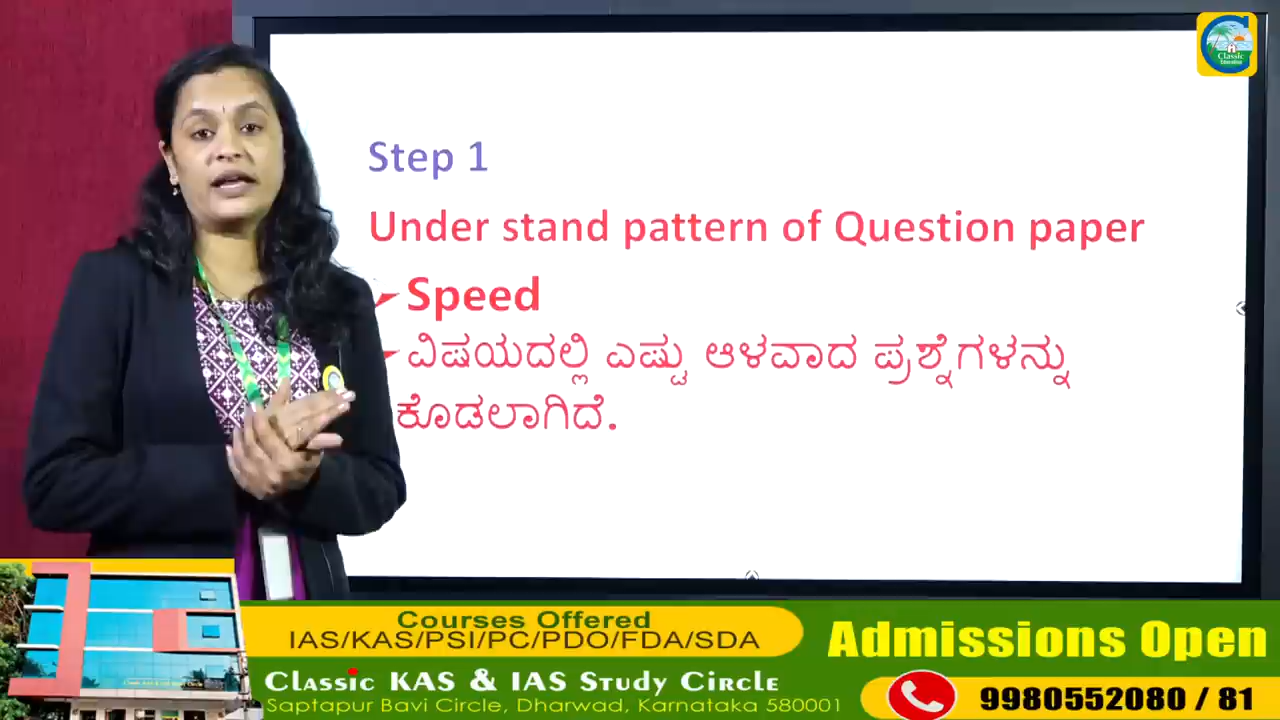 Classic
Education
Step 1
Under stand pattern of Question paper
➤ Speed
➤ ವಿಷಯದಲ್ಲಿ ಎಷ್ಟು ಆಳವಾದ ಪ್ರಶ್ನೆಗಳನ್ನು
ಕೊಡಲಾಗಿದೆ.
Courses Offered
IAS/KAS/PSI/PC/PDO/FDA/SDA
Classic KAS & IAS Study Circle
Saptapur Bavi Circle, Dharwad, Karnataka 580001
Admissions Open
9980552080 / 81